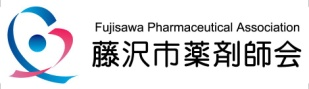 Fujisawa Pharmaceutical Association
藤沢市薬剤師会